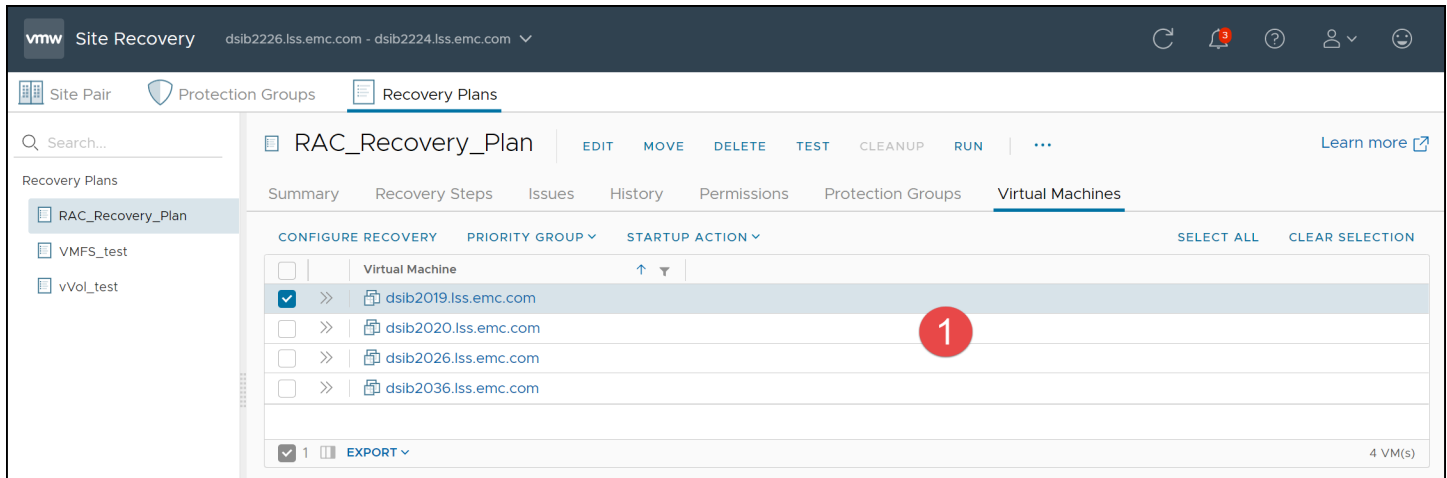 vmw Site Recovery dsib2226.lss.emc.com - dsib2224.lss.emc.com 3
Site Pair Protection Groups Recovery Plans
Search...
RAC_Recovery_Plan EDIT MOVE DELETE TEST CLEANUP RUN ... Learn more
Recovery Plans
Summary Recovery Steps Issues History Permissions Protection Groups Virtual Machines
RAC_Recovery_Plan
VMFS_test
vVol_test
CONFIGURE RECOVERY PRIORITY GROUP STARTUP ACTION SELECT ALL CLEAR SELECTION
Virtual Machine
dsib2019.lss.emc.com
dsib2020.lss.emc.com
1
dsib2026.lss.emc.com
dsib2036.lss.emc.com
1 EXPORT 4 VM(s)